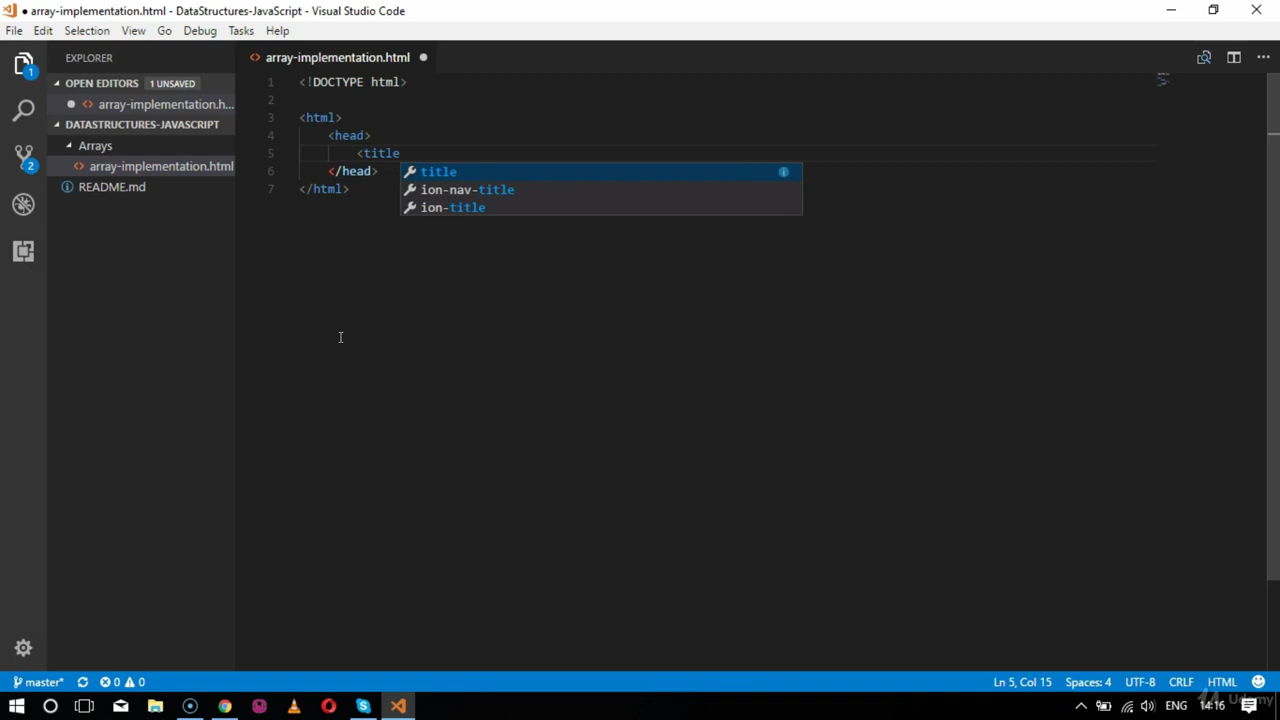 ● array-implementation.html - DataStructures-JavaScript - Visual Studio Code
File Edit Selection View Go Debug Tasks Help
EXPLORER
array-implementation.html
OPEN EDITORS 1 UNSAVED
array-implementation.h...
DATASTRUCTURES-JAVASCRIPT
Arrays
array-implementation.html
README.md
1
2
1 <!DOCTYPE html>
2
3 <html>
4 <head>
5 <title
6 </head>
7 </html>
title
ion-nav-title
ion-title
master* 0 0 Ln 5, Col 15 Spaces: 4 UTF-8 CRLF HTML
ENG 14:16
Udemy